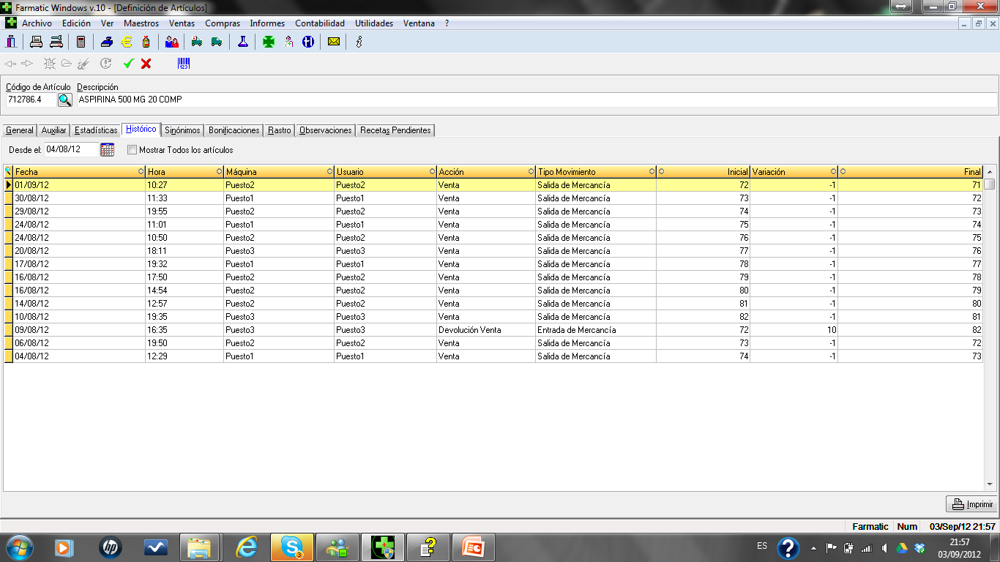 Farmatic Windows v.10 - [Definición de Artículos]
Archivo Edición Ver Maestros Ventas Compras Informes Contabilidad Utilidades Ventana ?
123
Código de Artículo Descripción
712786.4 ASPIRINA 500 MG 20 COMP
General Auxiliar Estadísticas Histórico Sinónimos Bonificaciones Rastro Observaciones Recetas Pendientes
Desde el: 04/08/12 Mostrar Todos los artículos
Fecha Hora Máquina Usuario Acción Tipo Movimiento Inicial Variación Final
01/09/12 10:27 Puesto2 Puesto2 Venta Salida de Mercancía 72 -1 71
30/08/12 11:33 Puesto1 Puesto1 Venta Salida de Mercancía 73 -1 72
29/08/12 19:55 Puesto2 Puesto2 Venta Salida de Mercancía 74 -1 73
24/08/12 11:01 Puesto1 Puesto1 Venta Salida de Mercancía 75 -1 74
24/08/12 10:50 Puesto2 Puesto2 Venta Salida de Mercancía 76 -1 75
20/08/12 18:11 Puesto3 Puesto3 Venta Salida de Mercancía 77 -1 76
17/08/12 19:32 Puesto1 Puesto1 Venta Salida de Mercancía 78 -1 77
16/08/12 17:50 Puesto2 Puesto2 Venta Salida de Mercancía 79 -1 78
16/08/12 14:54 Puesto2 Puesto2 Venta Salida de Mercancía 80 -1 79
14/08/12 12:57 Puesto2 Puesto2 Venta Salida de Mercancía 81 -1 80
10/08/12 19:35 Puesto3 Puesto3 Venta Salida de Mercancía 82 -1 81
09/08/12 16:35 Puesto3 Puesto3 Devolución Venta Entrada de Mercancía 72 10 82
06/08/12 19:50 Puesto2 Puesto2 Venta Salida de Mercancía 73 -1 72
04/08/12 12:29 Puesto1 Puesto1 Venta Salida de Mercancía 74 -1 73
Imprimir
Farmatic Num 03/Sep/12 21:57
hp 3 ES ? 21:57
03/09/2012